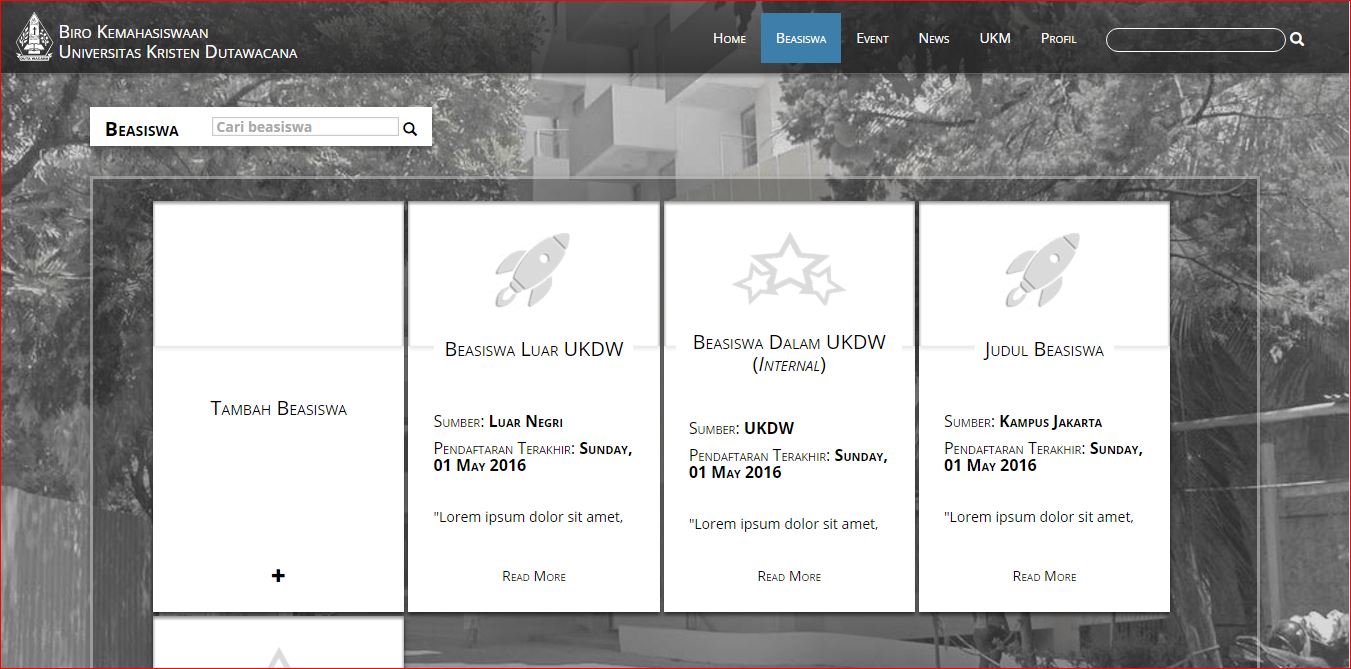 Biro Kemahasiswaan
Universitas Kristen Dutawacana
Home Beasiswa Event News UKM Profil
Beasiswa Cari beasiswa
Tambah Beasiswa
Beasiswa Luar UKDW
Sumber: Luar Negri
Pendaftaran Terakhir: Sunday,
01 May 2016
"Lorem ipsum dolor sit amet,
Read More
Beasiswa Dalam UKDW
(Internal)
Sumber: UKDW
Pendaftaran Terakhir: Sunday,
01 May 2016
"Lorem ipsum dolor sit amet,
Read More
Judul Beasiswa
Sumber: Kampus Jakarta
Pendaftaran Terakhir: Sunday,
01 May 2016
"Lorem ipsum dolor sit amet,
Read More